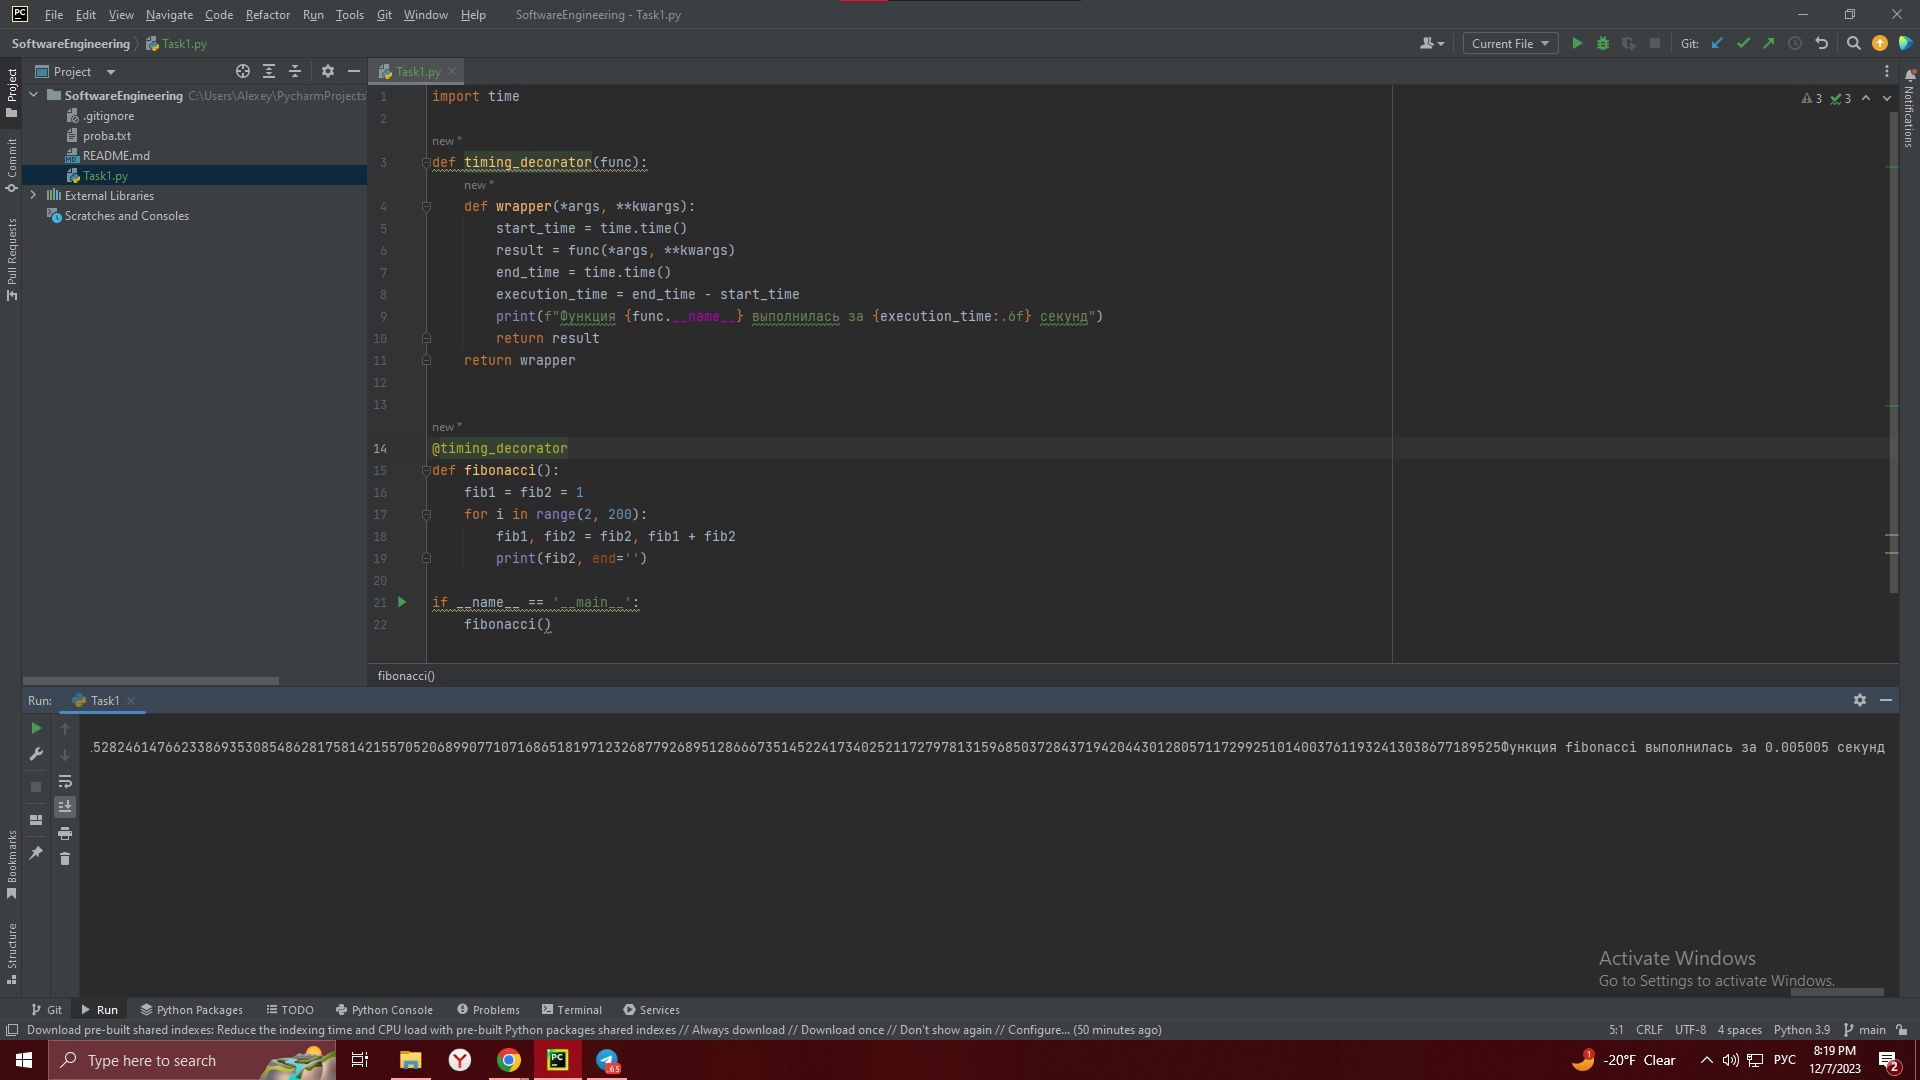 PC File Edit View Navigate Code Refactor Run Tools Git Window Help SoftwareEngineering - Task1.py
SoftwareEngineering Task1.py Current File Git:
Project Task1.py
SoftwareEngineering C:\Users\Alexey\PycharmProjects
.gitignore
proba.txt
README.md
Task1.py
External Libraries
Scratches and Consoles
Project
Commit
Pull Requests
Bookmarks
Structure
Notifications
3 3
1 import time
2
new *
3 def timing_decorator(func):
new *
4 def wrapper(*args, **kwargs):
5 start_time = time.time()
6 result = func(*args, **kwargs)
7 end_time = time.time()
8 execution_time = end_time - start_time
9 print(f"Функция {func.__name__} выполнилась за {execution_time:.6f} секунд")
10 return result
11 return wrapper
12
13
new *
14 @timing_decorator
15 def fibonacci():
16 fib1 = fib2 = 1
17 for i in range(2, 200):
18 fib1, fib2 = fib2, fib1 + fib2
19 print(fib2, end='')
20
21 if __name__ == '__main__':
22 fibonacci()
fibonacci()
Run: Task1
Функция fibonacci выполнилась за 0.005005 секунд
Activate Windows
Go to Settings to activate Windows.
Git Run Python Packages TODO Python Console Problems Terminal Services
Download pre-built shared indexes: Reduce the indexing time and CPU load with pre-built Python packages shared indexes // Always download // Download once // Don't show again // Configure... (50 minutes ago) 5:1 CRLF UTF-8 4 spaces Python 3.9 main
Type here to search PC .65 1 -20°F Clear РУС 8:19 PM 2
12/7/2023